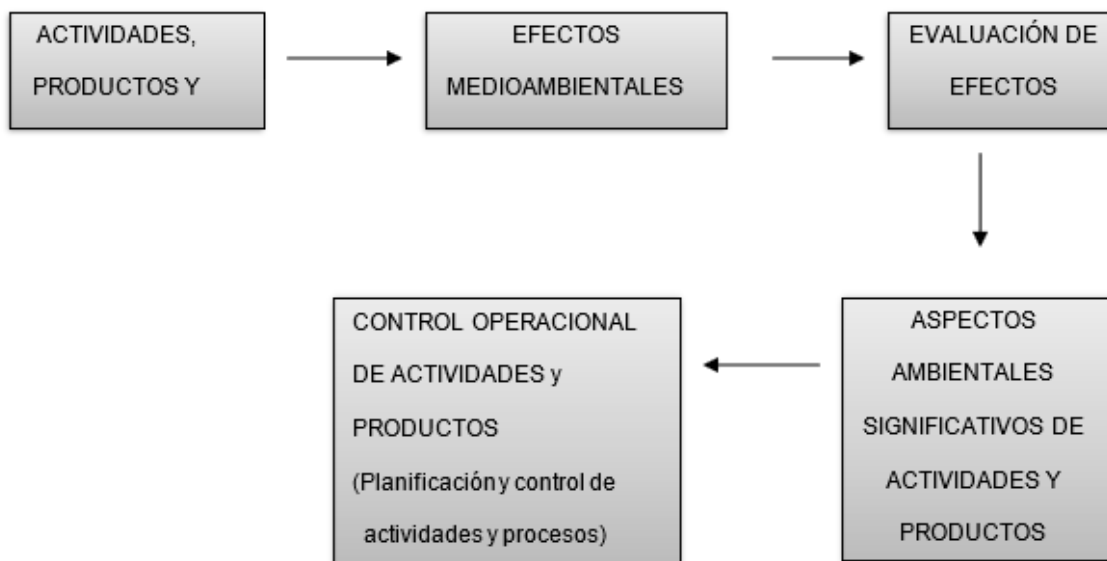 ACTIVIDADES,
PRODUCTOS Y
EFECTOS
MEDIOAMBIENTALES
EVALUACIÓN DE
EFECTOS
ASPECTOS
AMBIENTALES
SIGNIFICATIVOS DE
ACTIVIDADES Y
PRODUCTOS
CONTROL OPERACIONAL
DE ACTIVIDADES y
PRODUCTOS
(Planificación y control de
actividades y procesos)